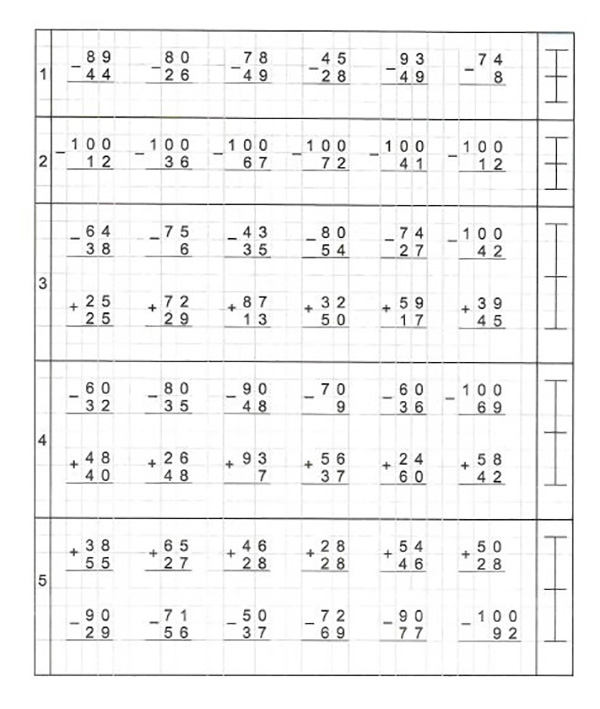 1
- 89 - 80 - 78 - 45 - 93 - 74
44 26 49 28 49 8
2
- 100 - 100 - 100 - 100 - 100 - 100
12 36 67 72 41 12
3
- 64 - 75 - 43 - 80 - 74 - 100
38 6 35 54 27 42
+ 25 + 72 + 87 + 32 + 59 + 39
25 29 13 50 17 45
4
- 60 - 80 - 90 - 70 - 60 - 100
32 35 48 9 36 69
+ 48 + 26 + 93 + 56 + 24 + 58
40 48 7 37 60 42
5
+ 38 + 65 + 46 + 28 + 54 + 50
55 27 28 28 46 28
- 90 - 71 - 50 - 72 - 90 - 100
29 56 37 69 77 92